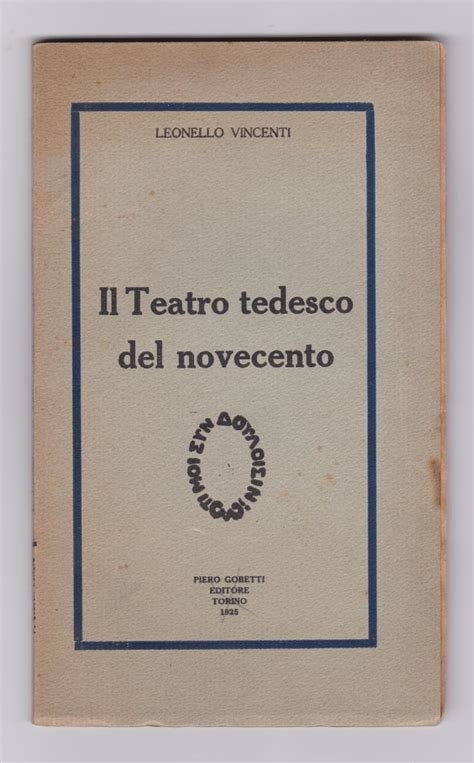 LEONELLO VINCENTI
Il Teatro tedesco
del novecento
ΤΙ ΜΟΙ ΣΥΝ ΔΟΥΛΟΙΣΙΝ
PIERO GOBETTI
EDITORE
TORINO
1925